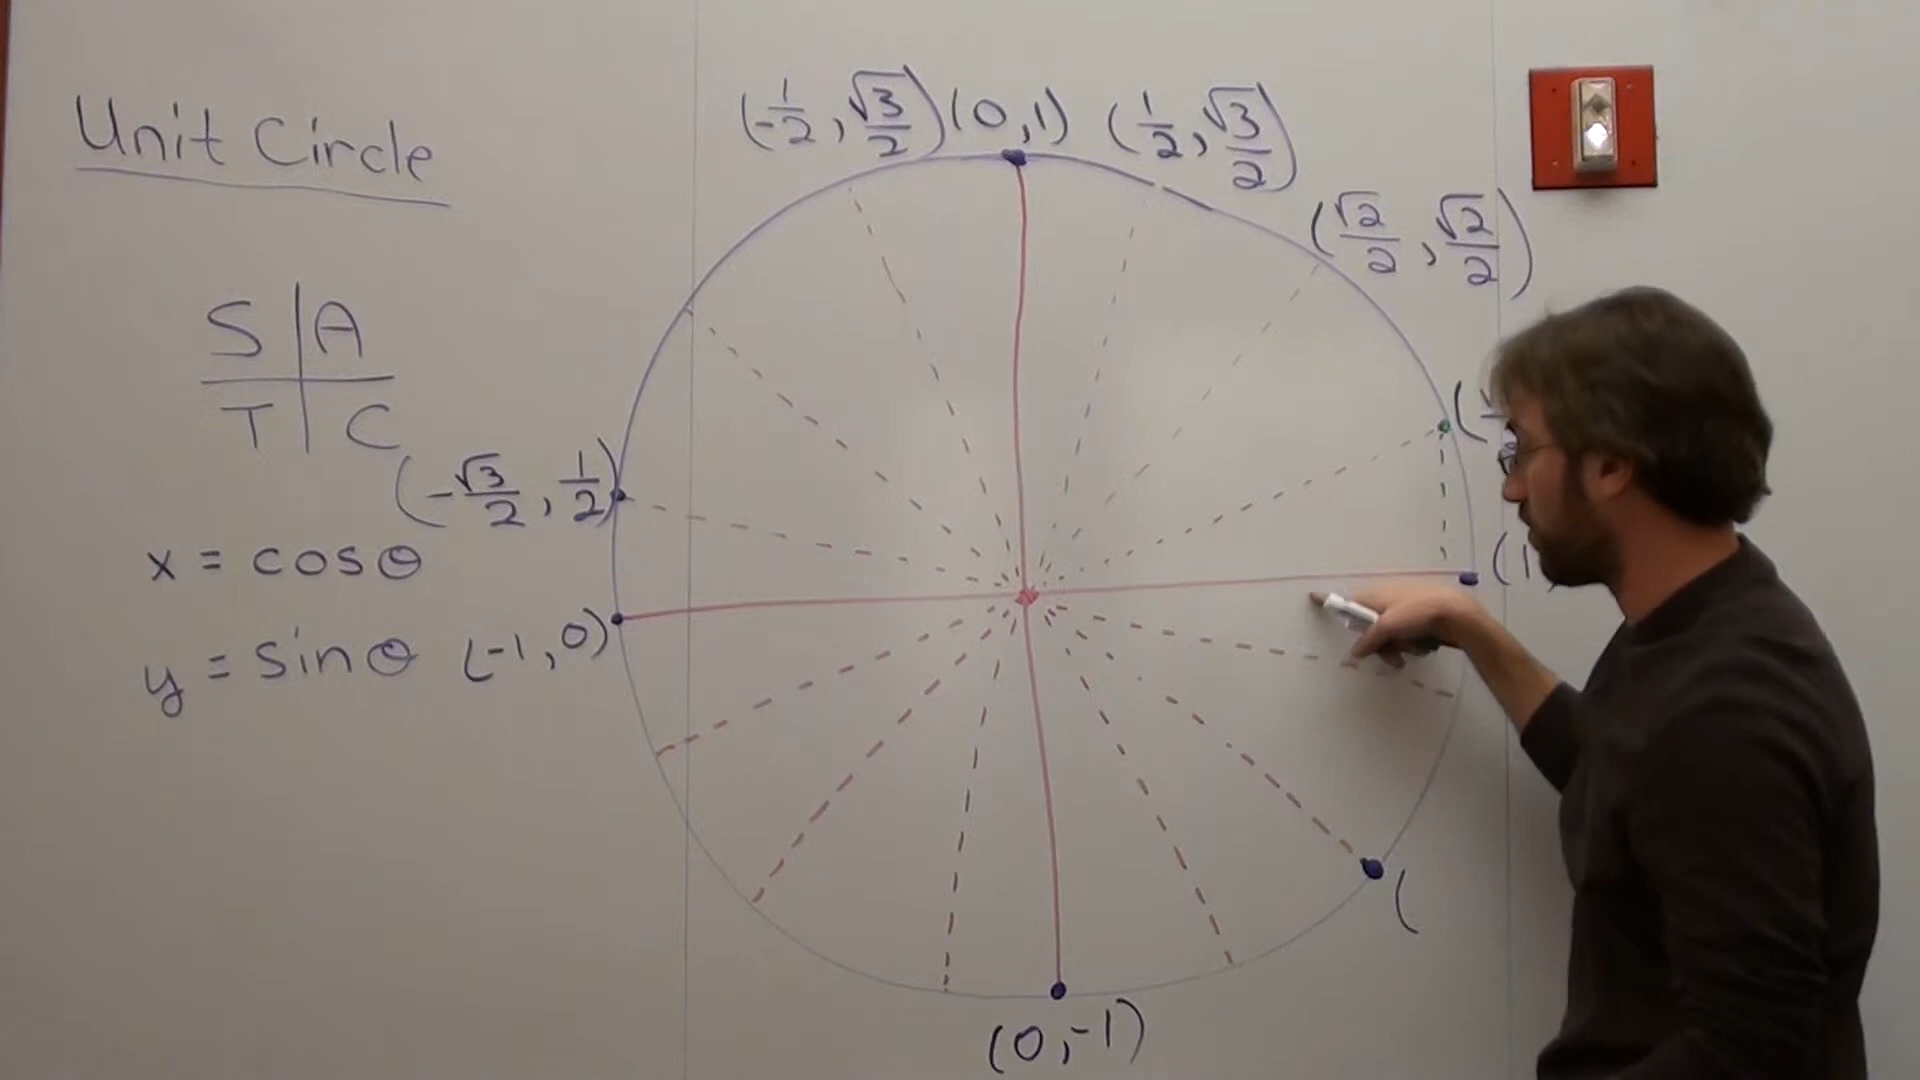 Unit Circle
(-1/2, √3/2) (0,1) (1/2, √3/2)
(√2/2, √2/2)
S A
T C
(-√3/2, 1/2)
x = cosθ
y = sinθ
(-1,0)
(1
(
(0,-1)